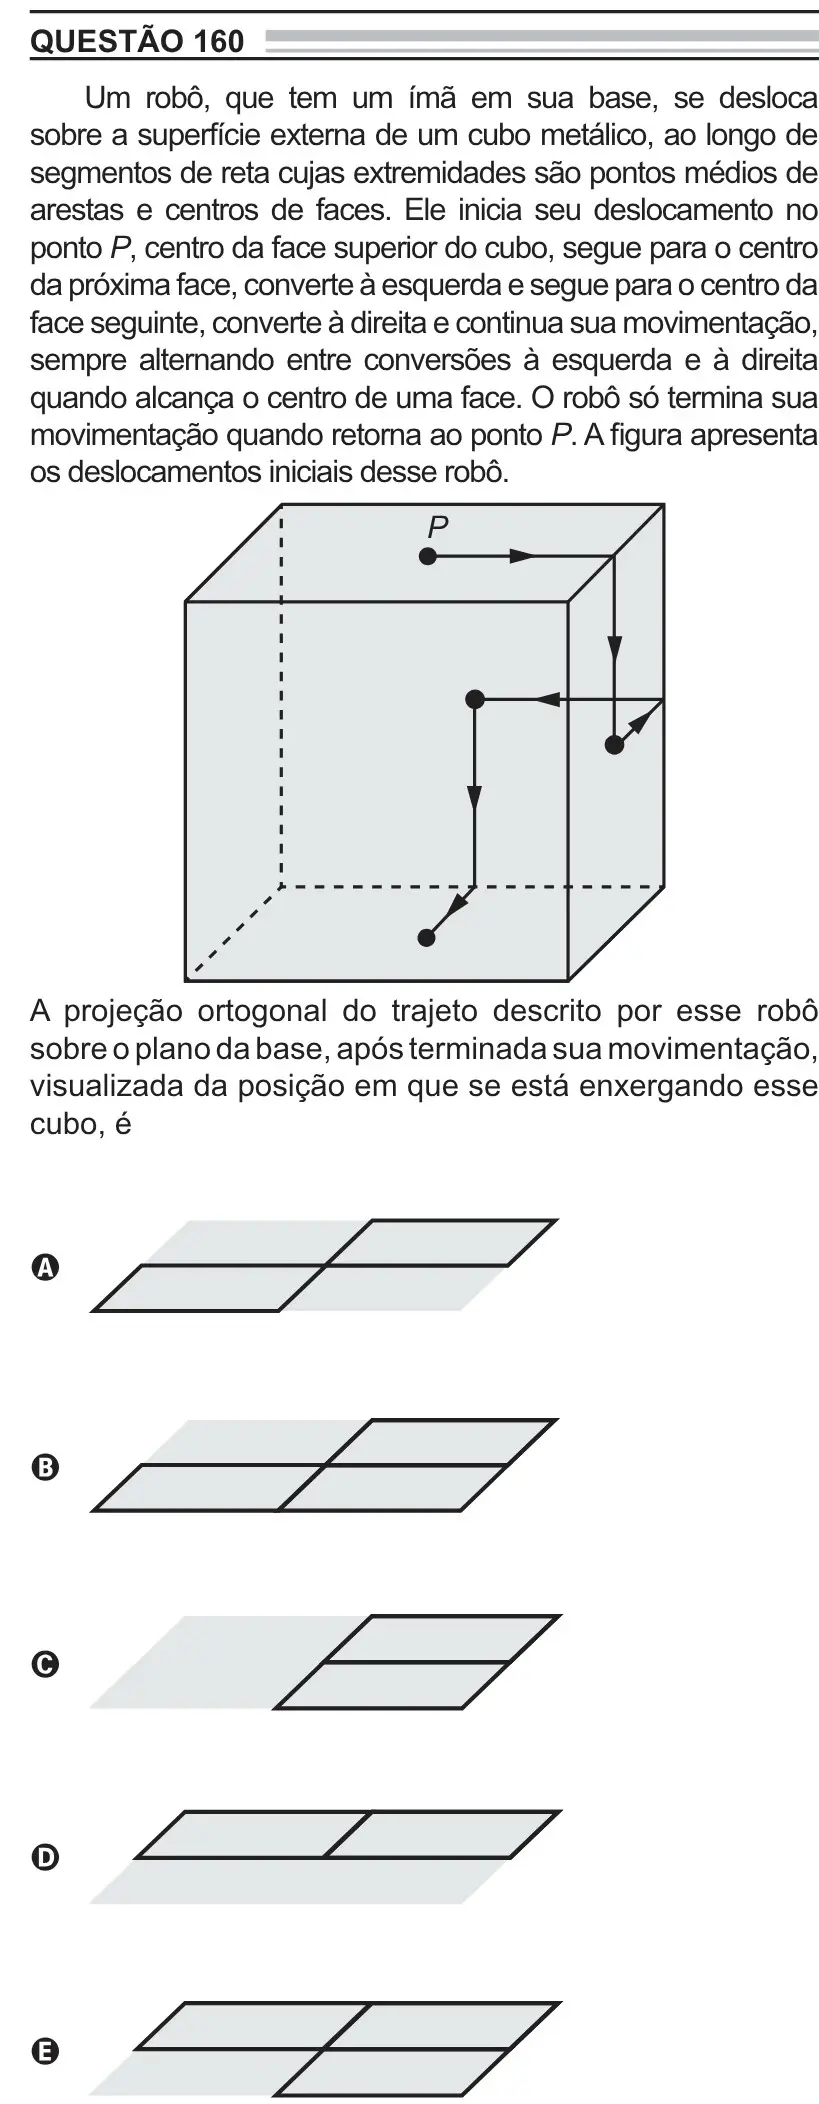 QUESTÃO 160
Um robô, que tem um ímã em sua base, se desloca
sobre a superfície externa de um cubo metálico, ao longo de
segmentos de reta cujas extremidades são pontos médios de
arestas e centros de faces. Ele inicia seu deslocamento no
ponto P, centro da face superior do cubo, segue para o centro
da próxima face, converte à esquerda e segue para o centro da
face seguinte, converte à direita e continua sua movimentação,
sempre alternando entre conversões à esquerda e à direita
quando alcança o centro de uma face. O robô só termina sua
movimentação quando retorna ao ponto P. A figura apresenta
os deslocamentos iniciais desse robô.
P
A projeção ortogonal do trajeto descrito por esse robô
sobre o plano da base, após terminada sua movimentação,
visualizada da posição em que se está enxergando esse
cubo, é
A
B
C
D
E